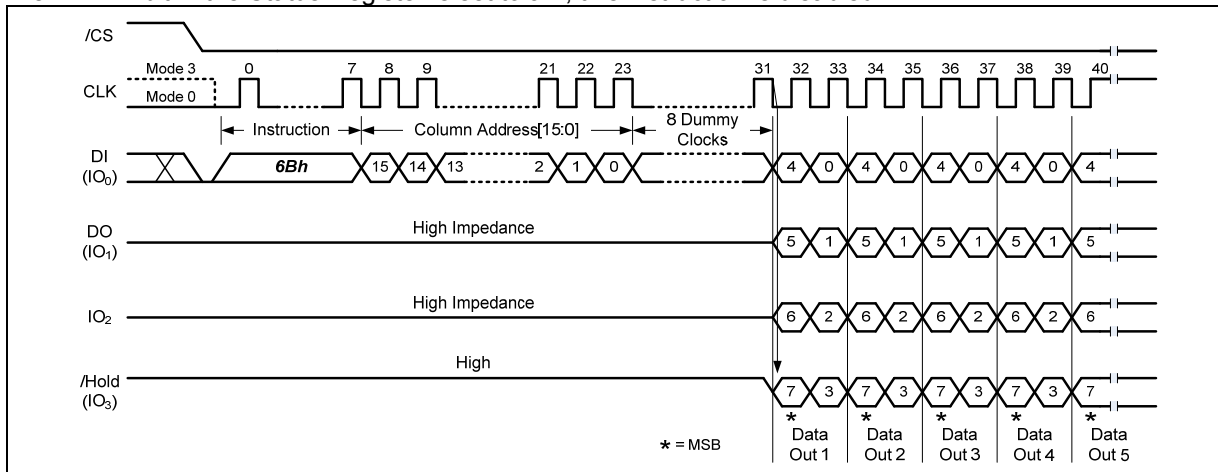 /CS
Mode 3 0 7 8 9 21 22 23 31 32 33 34 35 36 37 38 39 40
CLK
Mode 0
Instruction Column Address[15:0] 8 Dummy Clocks
DI (IO0) 6Bh 15 14 13 2 1 0 4 0 4 0 4 0 4 0 4
DO (IO1) High Impedance 5 1 5 1 5 1 5 1 5
IO2 High Impedance 6 2 6 2 6 2 6 2 6
High
/Hold (IO3) 7 3 7 3 7 3 7 3 7
* * * * *
* = MSB
Data Out 1 Data Out 2 Data Out 3 Data Out 4 Data Out 5